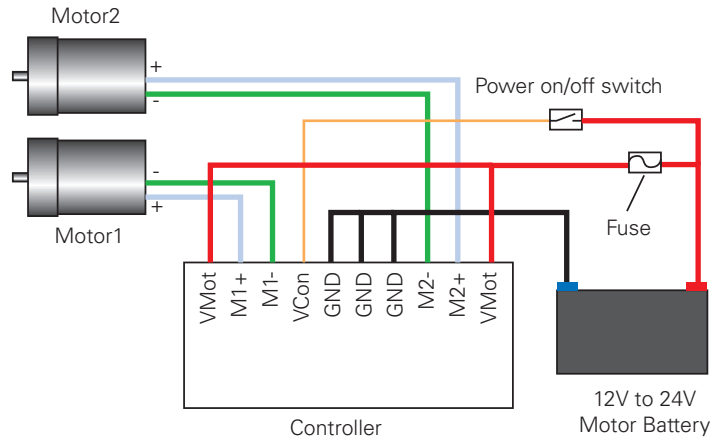 Motor2
+
-
Power on/off switch
-
+
Motor1
Fuse
VMot
M1+
M1-
VCon
GND
GND
GND
M2-
M2+
VMot
Controller
12V to 24V
Motor Battery